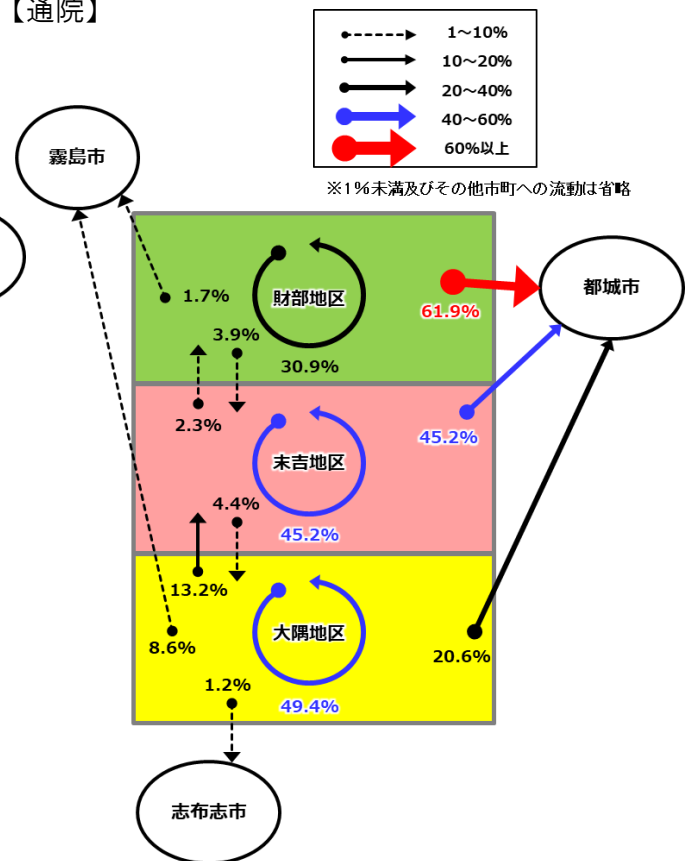 【通院】
1～10%
10～20%
20～40%
40～60%
60%以上
※1％未満及びその他市町への流動は省略
霧島市
都城市
財部地区
1.7%
61.9%
3.9%
30.9%
2.3%
45.2%
末吉地区
4.4%
45.2%
13.2%
大隅地区
8.6%
20.6%
1.2%
49.4%
志布志市